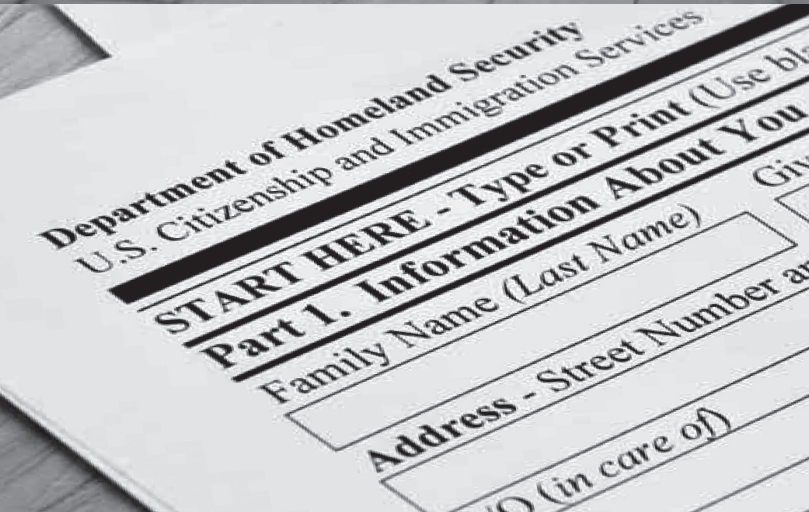 Department of Homeland Security
U.S. Citizenship and Immigration Services
START HERE - Type or Print (Use
Part 1. Information About You
Family Name (Last Name)
Address - Street Number
(in care of)